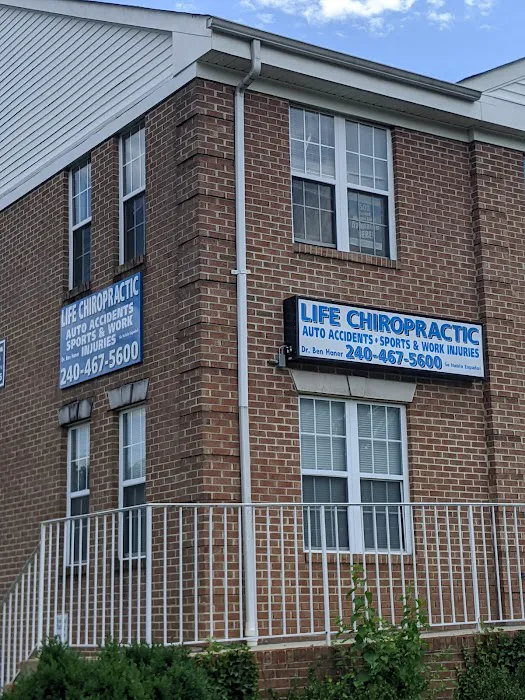 LIFE CHIROPRACTIC
AUTO ACCIDENTS
SPORTS & WORK
INJURIES
240-467-5600
LIFE CHIROPRACTIC
AUTO ACCIDENTS • SPORTS & WORK INJURIES
Dr. Ben Manor 240-467-5600 Se Habla Español